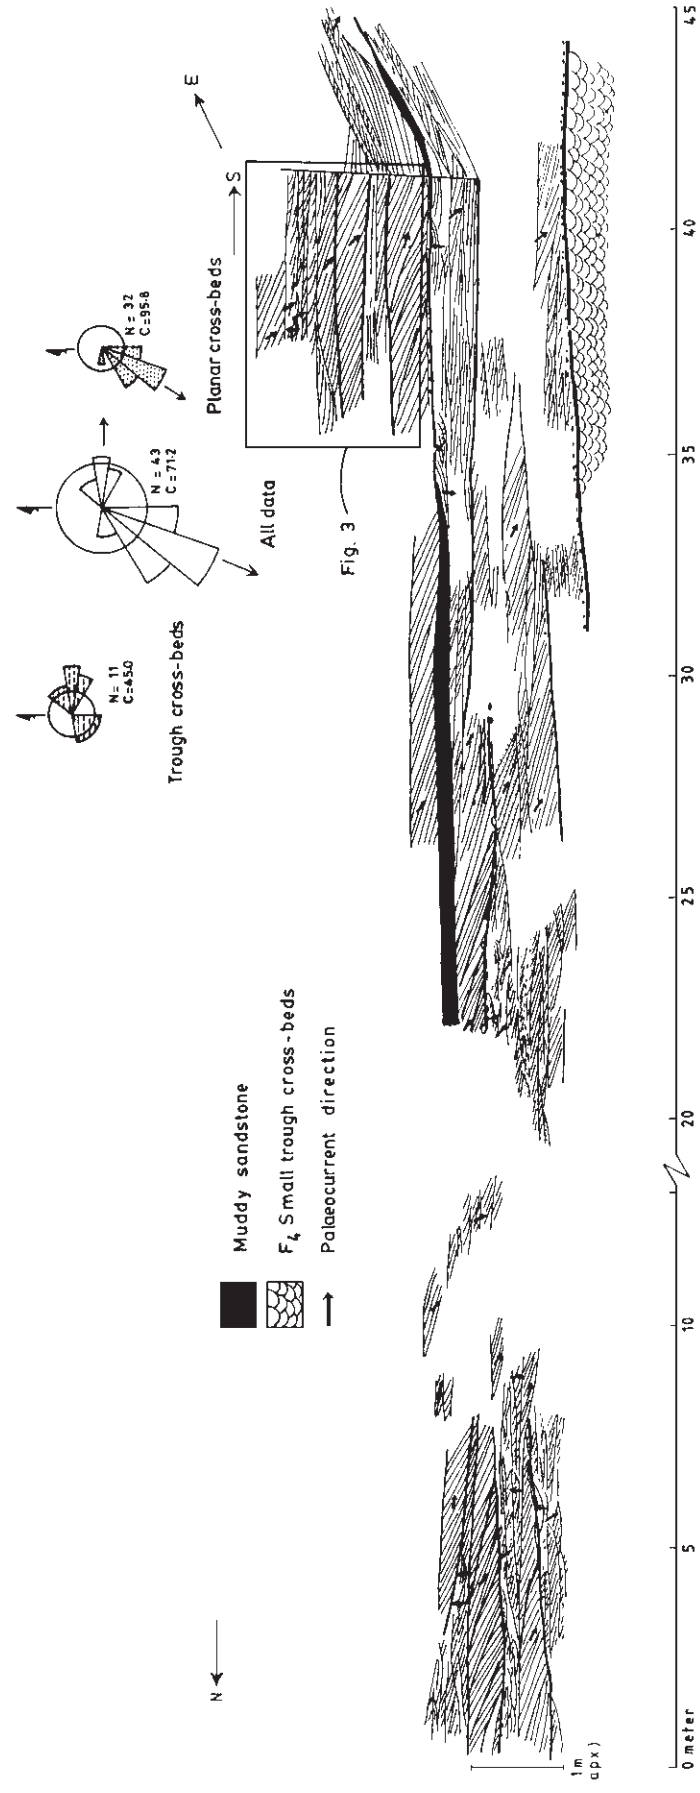 N
Muddy sandstone
F4 Small trough cross-beds
Palaeocurrent direction
N= 11
C=45.0
Trough cross-beds
N = 43
C = 71.2
All data
N = 32
C=95.8
Planar cross-beds
S
E
Fig. 3
1m
apx)
0 meter
5
10
20
25
30
35
40
45